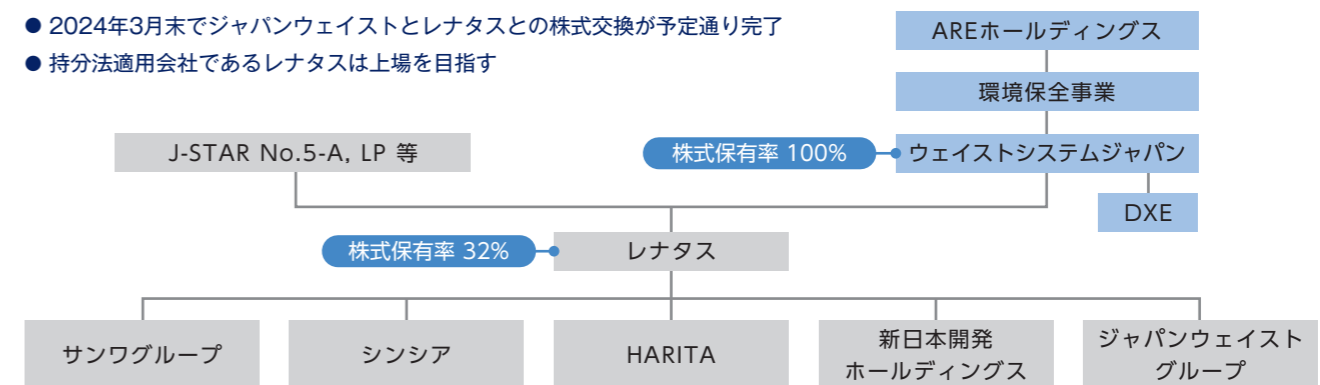 ● 2024年3月末でジャパンウェイストとレナタスとの株式交換が予定通り完了
● 持分法適用会社であるレナタスは上場を目指す
AREホールディングス
環境保全事業
J-STAR No.5-A, LP 等
株式保有率 100%
ウェイストシステムジャパン
DXE
株式保有率 32%
レナタス
サンワグループ
シンシア
HARITA
新日本開発
ホールディングス
ジャパンウェイスト
グループ